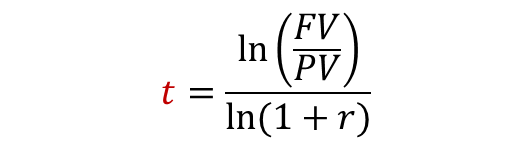 t = ln(FV/PV) / ln(1 + r)